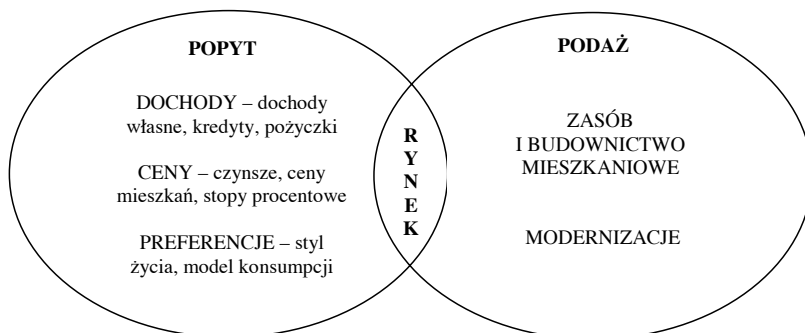 POPYT
DOCHODY – dochody
własne, kredyty, pożyczki
CENY – czynsze, ceny
mieszkań, stopy procentowe
PREFERENCJE – styl
życia, model konsumpcji
R
Y
N
E
K
PODAŻ
ZASÓB
I BUDOWNICTWO
MIESZKANIOWE
MODERNIZACJE